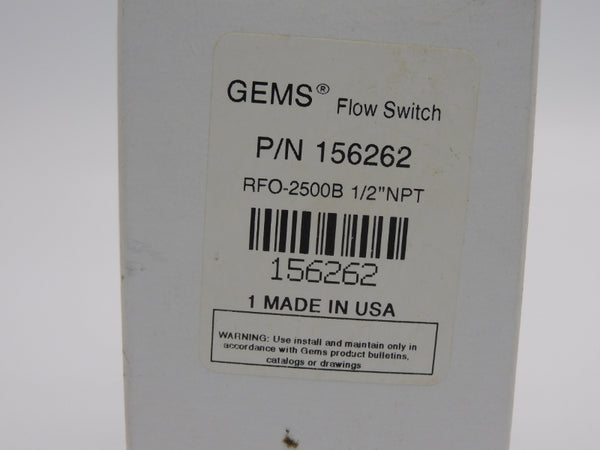 GEMS® Flow Switch
P/N 156262
RFO-2500B 1/2"NPT
156262
1 MADE IN USA
WARNING: Use install and maintain only in
accordance with Gems product bulletins,
catalogs or drawings